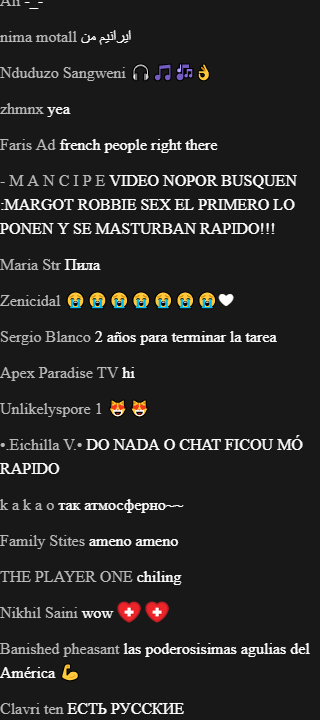 nima motall ایرانیم من
Nduduzo Sangweni 🎧 🎵 🎶 👌
zhmnx yea
Faris Ad french people right there
- M A N C I P E VIDEO NOPOR BUSQUEN
:MARGOT ROBBIE SEX EL PRIMERO LO
PONEN Y SE MASTURBAN RAPIDO!!!
Maria Str Пила
Zenicidal 😭 😭 😭 😭 😭 😭 😭 🤍
Sergio Blanco 2 años para terminar la tarea
Apex Paradise TV hi
Unlikelyspore 1 😻 😻
•.Eichilla V.• DO NADA O CHAT FICOU MÓ
RAPIDO
k a k a o так атмосферно~~
Family Stites ameno ameno
THE PLAYER ONE chiling
Nikhil Saini wow
Banished pheasant las poderosisimas agulias del
América 💪
Clavri ten ЕСТЬ РУССКИЕ